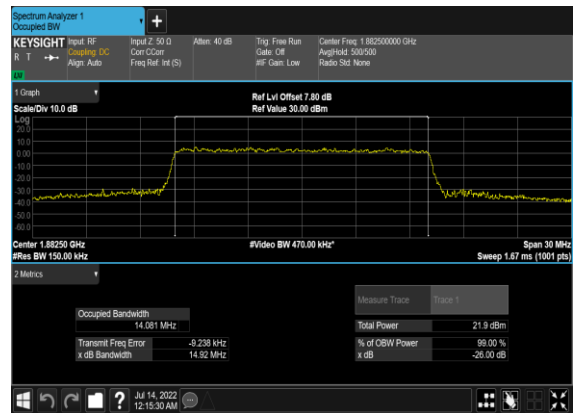 Spectrum Analyzer 1
Occupied BW
KEYSIGHT Input: RF Input Z: 50 Ω Atten: 40 dB Trig: Free Run Center Freq: 1.882500000 GHz
R T Coupling: DC Corr CCorr Gate: Off Avg|Hold: 500/500
Align: Auto Freq Ref: Int (S) #IF Gain: Low Radio Std: None
LW
1 Graph
Ref Lvl Offset 7.80 dB
Scale/Div 10.0 dB Ref Value 30.00 dBm
Log
20.0
10.0
0.00
-10.0
-20.0
-30.0
-40.0
-50.0
-60.0
Center 1.88250 GHz #Video BW 470.00 kHz* Span 30 MHz
#Res BW 150.00 kHz Sweep 1.67 ms (1001 pts)
2 Metrics
Measure Trace Trace 1
Occupied Bandwidth
14.081 MHz Total Power 21.9 dBm
Transmit Freq Error -9.238 kHz % of OBW Power 99.00 %
x dB Bandwidth 14.92 MHz x dB -26.00 dB
? Jul 14, 2022
12:15:30 AM